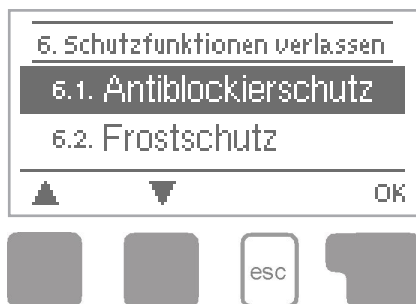 6. Schutzfunktionen verlassen
6.1. Antiblockierschutz
6.2. Frostschutz
OK
esc